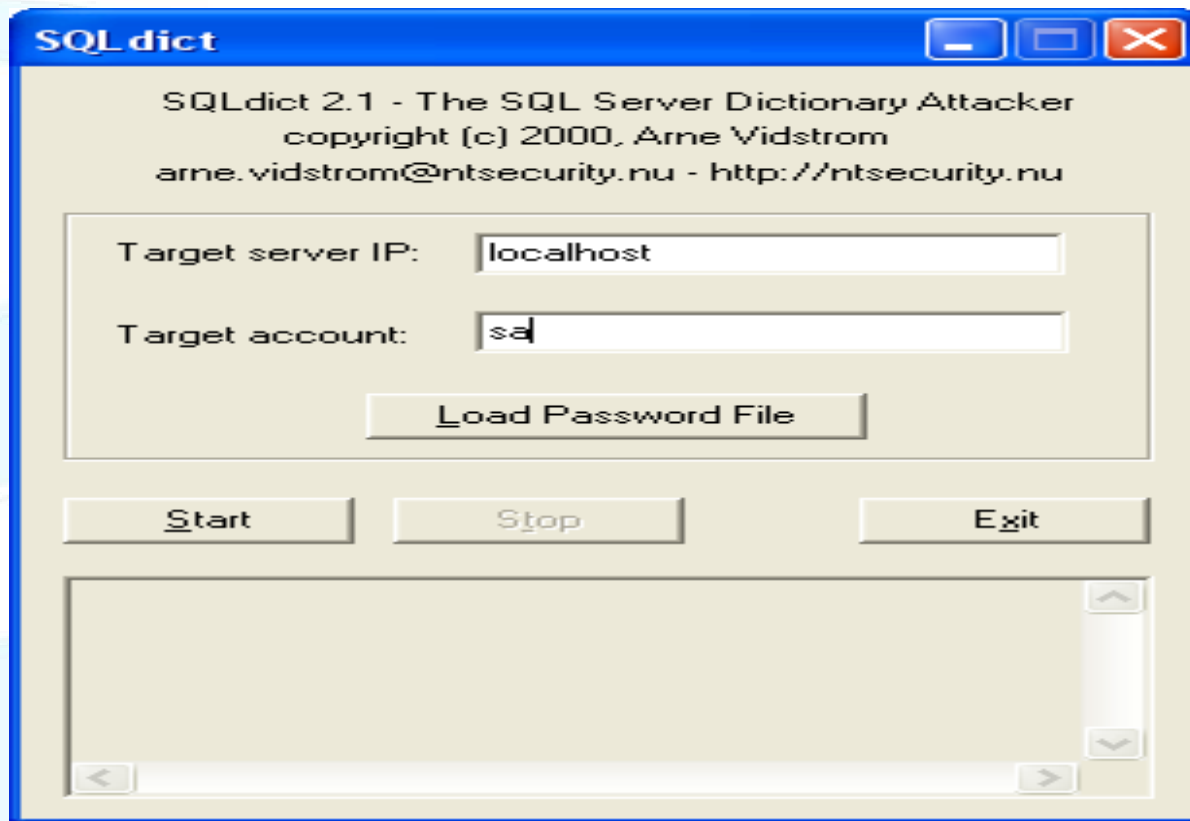 SQLdict
SQLdict 2.1 - The SQL Server Dictionary Attacker
copyright (c) 2000, Arne Vidstrom
arne.vidstrom@ntsecurity.nu - http://ntsecurity.nu
Target server IP: localhost
Target account: sa
Load Password File
Start Stop Exit